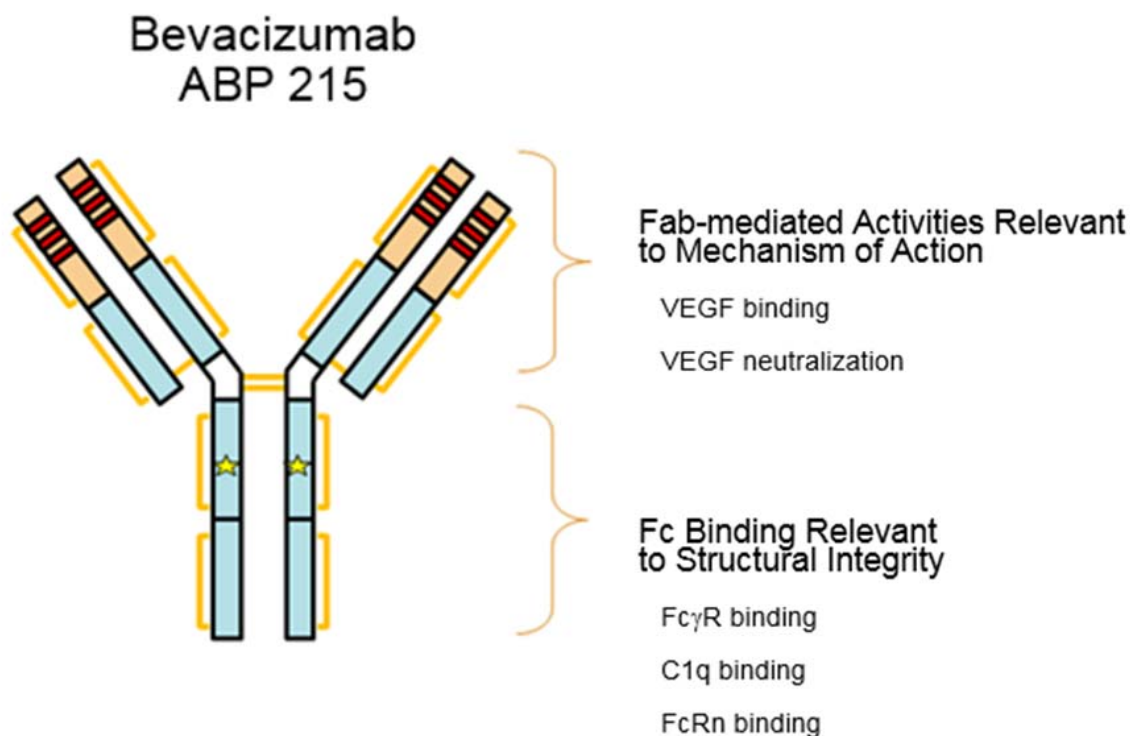 Bevacizumab
ABP 215
Fab-mediated Activities Relevant
to Mechanism of Action
VEGF binding
VEGF neutralization
Fc Binding Relevant
to Structural Integrity
FcγR binding
C1q binding
FcRn binding